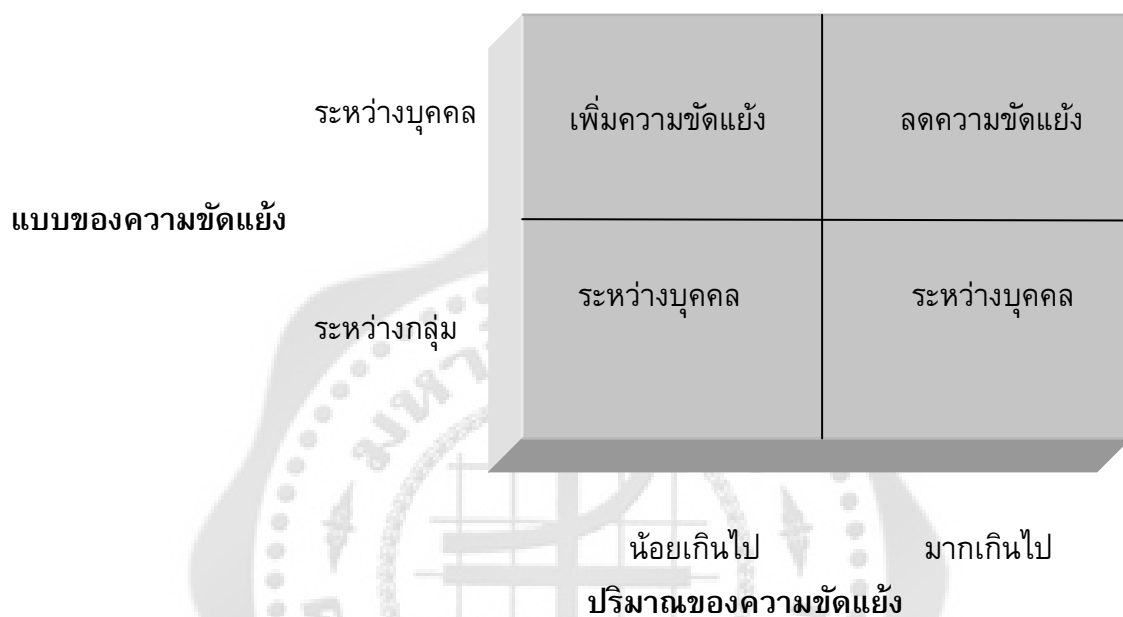 ระหว่างบุคคล
เพิ่มความขัดแย้ง
ลดความขัดแย้ง
แบบของความขัดแย้ง
ระหว่างกลุ่ม
ระหว่างบุคคล
ระหว่างบุคคล
น้อยเกินไป
มากเกินไป
ปริมาณของความขัดแย้ง